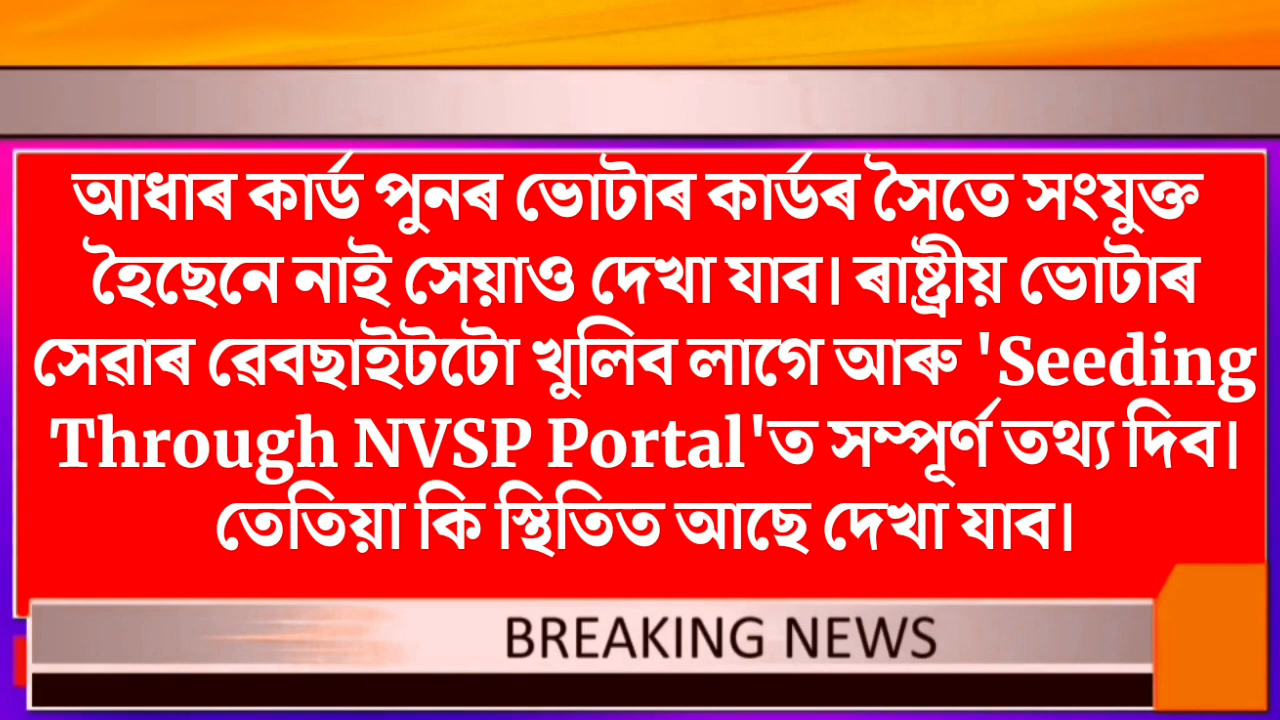 আধাৰ কাৰ্ড পুনৰ ভোটাৰ কাৰ্ডৰ সৈতে সংযুক্ত
হৈছেনে নাই সেয়াও দেখা যাব। ৰাষ্ট্ৰীয় ভোটাৰ
সেৱাৰ ৱেবছাইটটো খুলিব লাগে আৰু 'Seeding
Through NVSP Portal'ত সম্পূৰ্ণ তথ্য দিব।
তেতিয়া কি স্থিতিত আছে দেখা যাব।
BREAKING NEWS